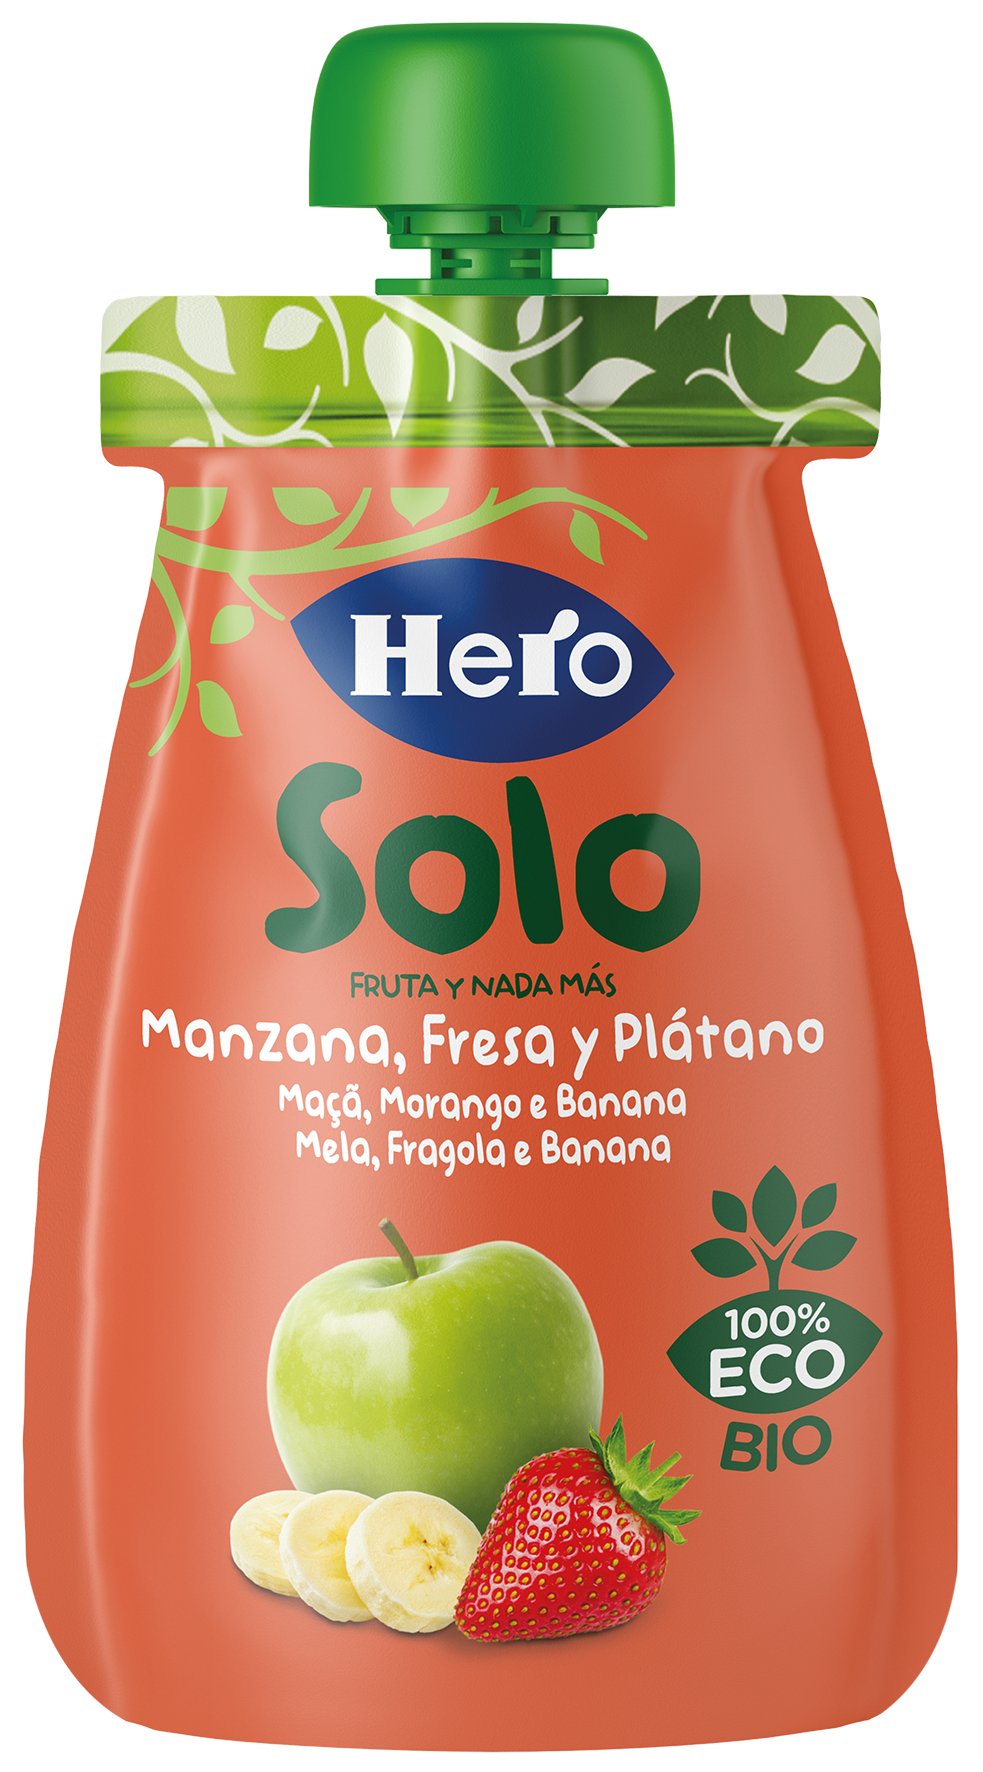 Hero
Solo
FRUTA Y NADA MÁS
Manzana, Fresa y Plátano
Maçã, Morango e Banana
Mela, Fragola e Banana
100%
ECO
BIO